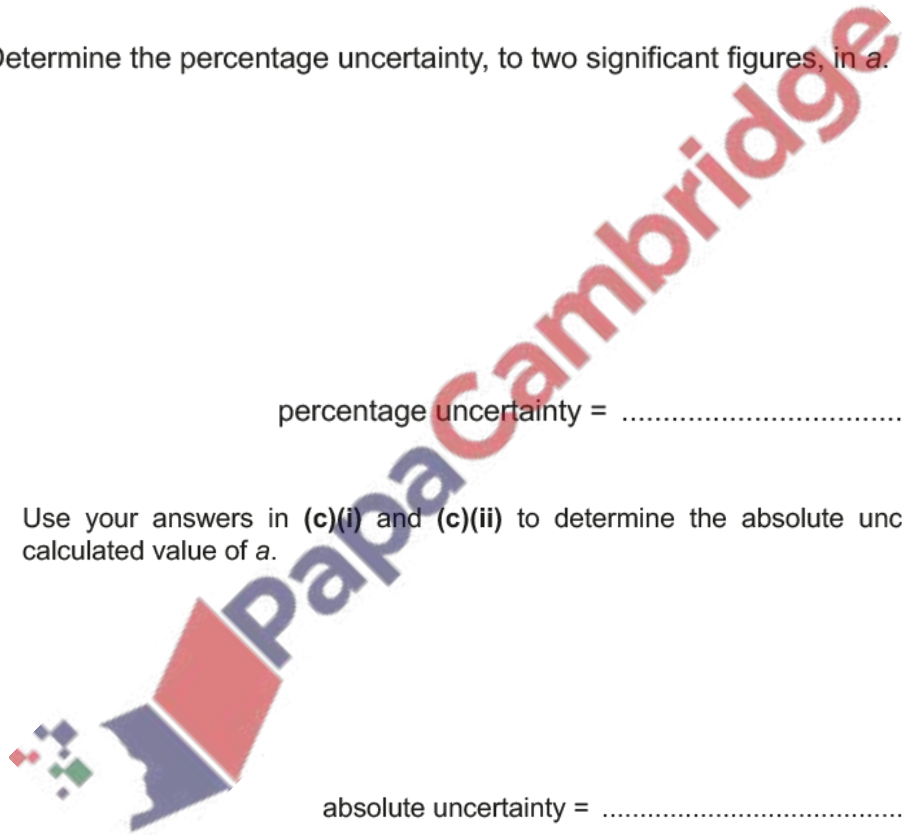 Determine the percentage uncertainty, to two significant figures, in a.
PapaCambridge
percentage uncertainty = ..................................
Use your answers in (c)(i) and (c)(ii) to determine the absolute unc
calculated value of a.
absolute uncertainty = ....................................